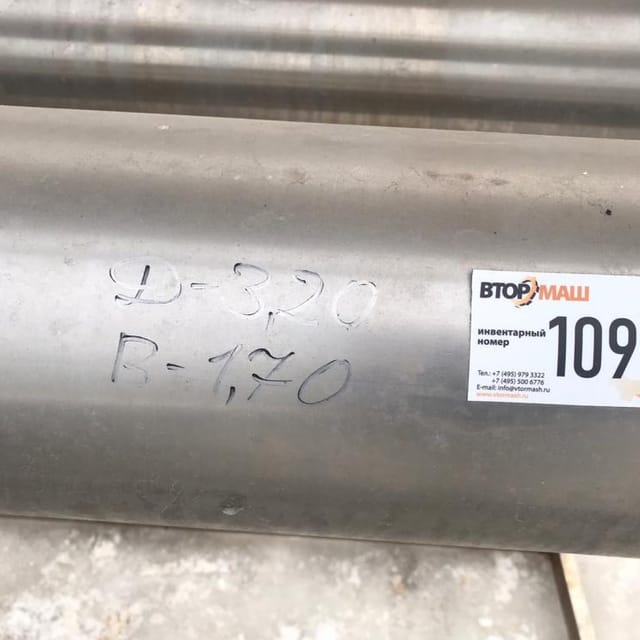 Д-3,20
В-1,70
ВТОРМАШ
инвентарный
номер
109
Тел.: +7 (495) 979 3322
+7 (495) 500 6776
E-mail: info@vtormash.ru
www.vtormash.ru